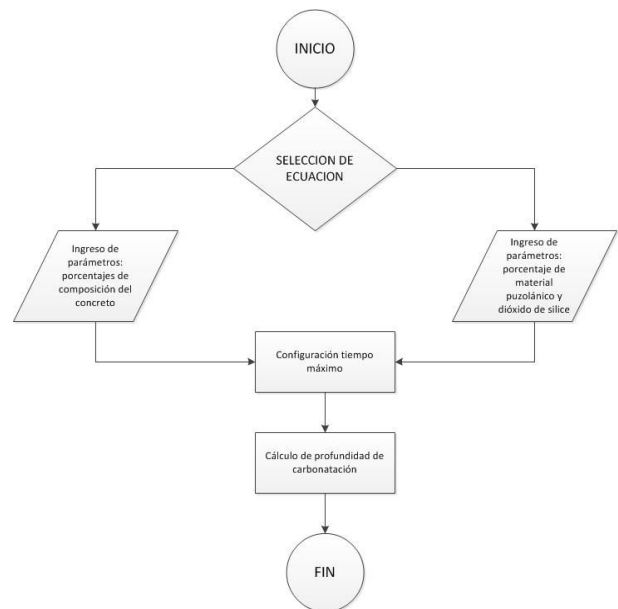 INICIO
SELECCION DE
ECUACION
Ingreso de
parámetros:
porcentajes de
composición del
concreto
Ingreso de
parámetros:
porcentaje de
material
puzolánico y
dióxido de silice
Configuración tiempo
máximo
Cálculo de profundidad de
carbonatación
FIN